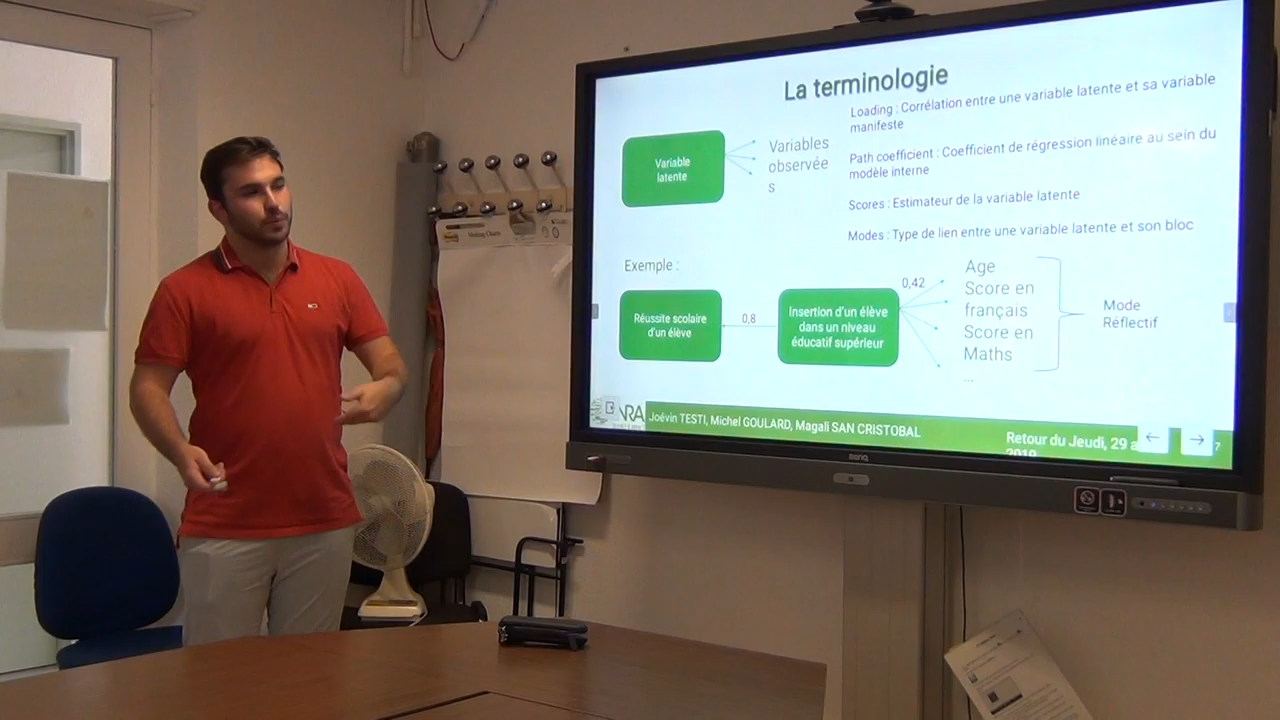 La terminologie
Variable
latente
Variables
observée
s
Loading : Corrélation entre une variable latente et sa variable
manifeste
Path coefficient : Coefficient de régression linéaire au sein du
modèle interne
Scores : Estimateur de la variable latente
Modes : Type de lien entre une variable latente et son bloc
Exemple :
Réussite scolaire
d'un élève
0,8
Insertion d'un élève
dans un niveau
éducatif supérieur
0,42
Age
Score en
français
Score en
Maths
...
Mode
Réflectif
Joévin TESTI, Michel GOULARD, Magali SAN CRISTOBAL
Retour du Jeudi, 29 a
2019
7
BenQ